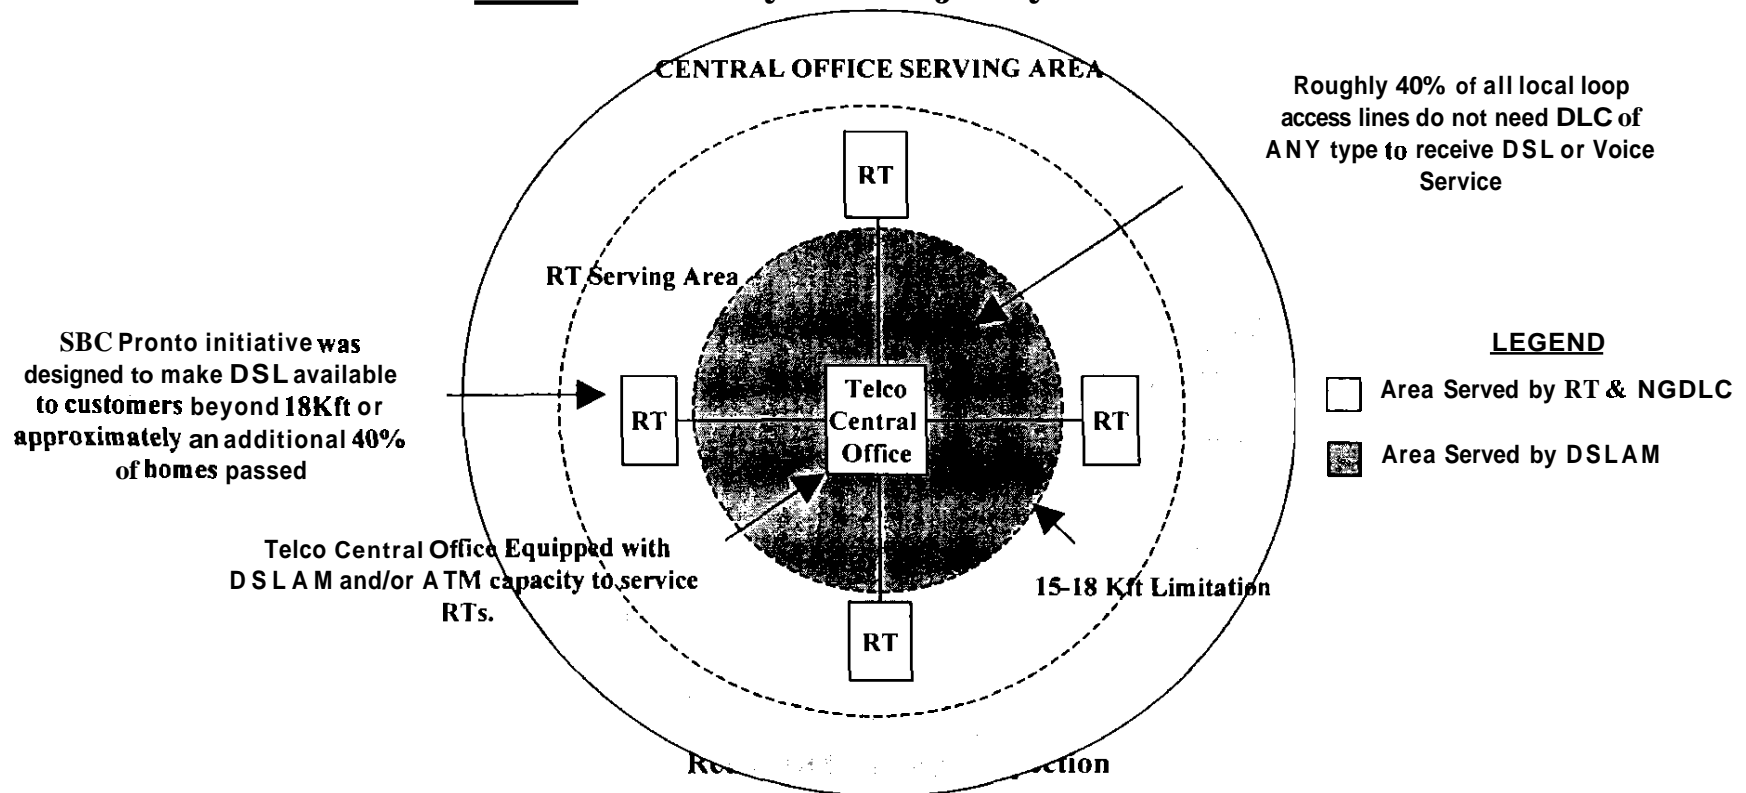 CENTRAL OFFICE SERVING AREA
Roughly 40% of all local loop
access lines do not need DLC of
ANY type to receive DSL or Voice
Service
RT
RT Serving Area
SBC Pronto initiative was
designed to make DSL available
to customers beyond 18Kft or
approximately an additional 40%
of homes passed
RT
Telco
Central
Office
RT
LEGEND
Area Served by RT & NGDLC
Area Served by DSLAM
Telco Central Office Equipped with
DSLAM and/or ATM capacity to service
RTs.
15-18 Kft Limitation
RT